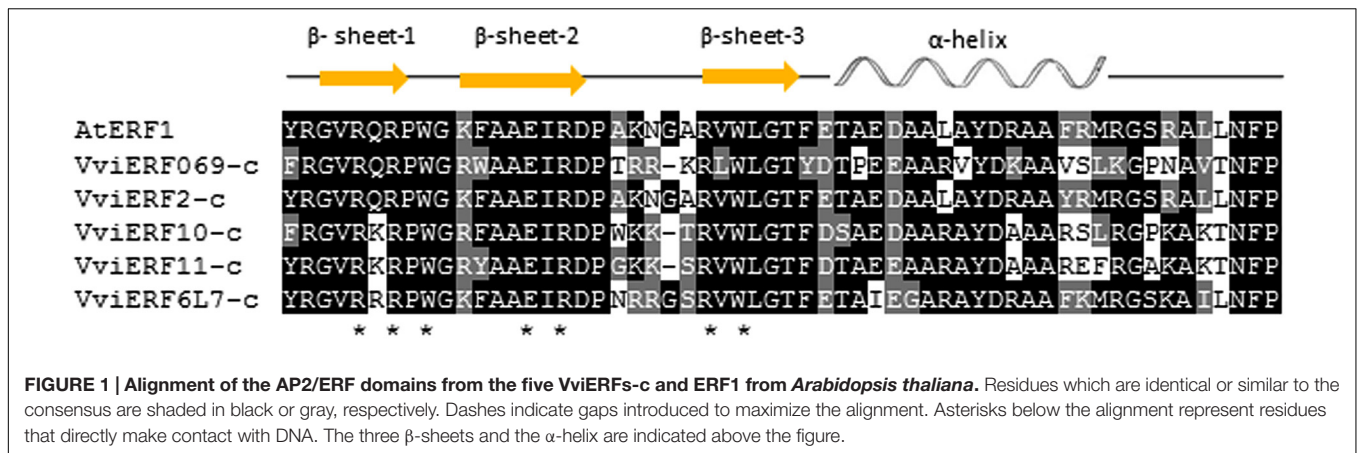 β- sheet-1 β-sheet-2 β-sheet-3 α-helix
AtERF1 YRGVRQRPWGKFAAEIRDPAKNGARVWLGTFETAEDAALAYDRAAFRMRGSRALLNFP
VviERF069-c FRGVRQRPWGRWAAEIRDPTRR-KRLWLGTYDTPEEAARVYDKAAVSLKGPNAVTNFP
VviERF2-c YRGVRQRPWGKFAAEIRDPAKNGARVWLGTFETAEDAALAYDRAAYRMRGSRALLNFP
VviERF10-c FRGVRKRPWGRFAAEIRDPWKK-TRVWLGTFDSAEDAARAYDAAARSLRGPKAKTNFP
VviERF11-c YRGVRKRPWGRYAAEIRDPGKK-SRVWLGTFDTAEEAARAYDAAAREFRGAKAKTNFP
VviERF6L7-c YRGVRRRPWGKFAAEIRDPNRRGSRVWLGTFETAIEGARAYDRAAFKMRGSKAILNFP
* * * * * * *
FIGURE 1 | Alignment of the AP2/ERF domains from the five VviERFs-c and ERF1 from Arabidopsis thaliana. Residues which are identical or similar to the
consensus are shaded in black or gray, respectively. Dashes indicate gaps introduced to maximize the alignment. Asterisks below the alignment represent residues
that directly make contact with DNA. The three β-sheets and the α-helix are indicated above the figure.